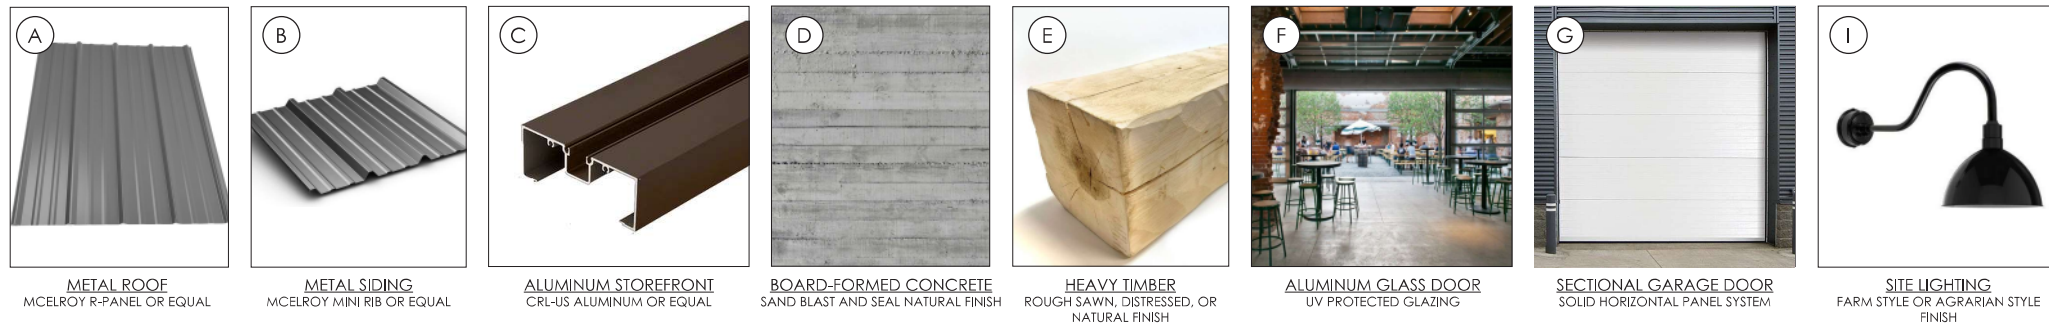 A
METAL ROOF
MCELROY R-PANEL OR EQUAL
B
METAL SIDING
MCELROY MINI RIB OR EQUAL
C
ALUMINUM STOREFRONT
CRL-US ALUMINUM OR EQUAL
D
BOARD-FORMED CONCRETE
SAND BLAST AND SEAL NATURAL FINISH
E
HEAVY TIMBER
ROUGH SAWN, DISTRESSED, OR
NATURAL FINISH
F
ALUMINUM GLASS DOOR
UV PROTECTED GLAZING
G
SECTIONAL GARAGE DOOR
SOLID HORIZONTAL PANEL SYSTEM
I
SITE LIGHTING
FARM STYLE OR AGRARIAN STYLE
FINISH